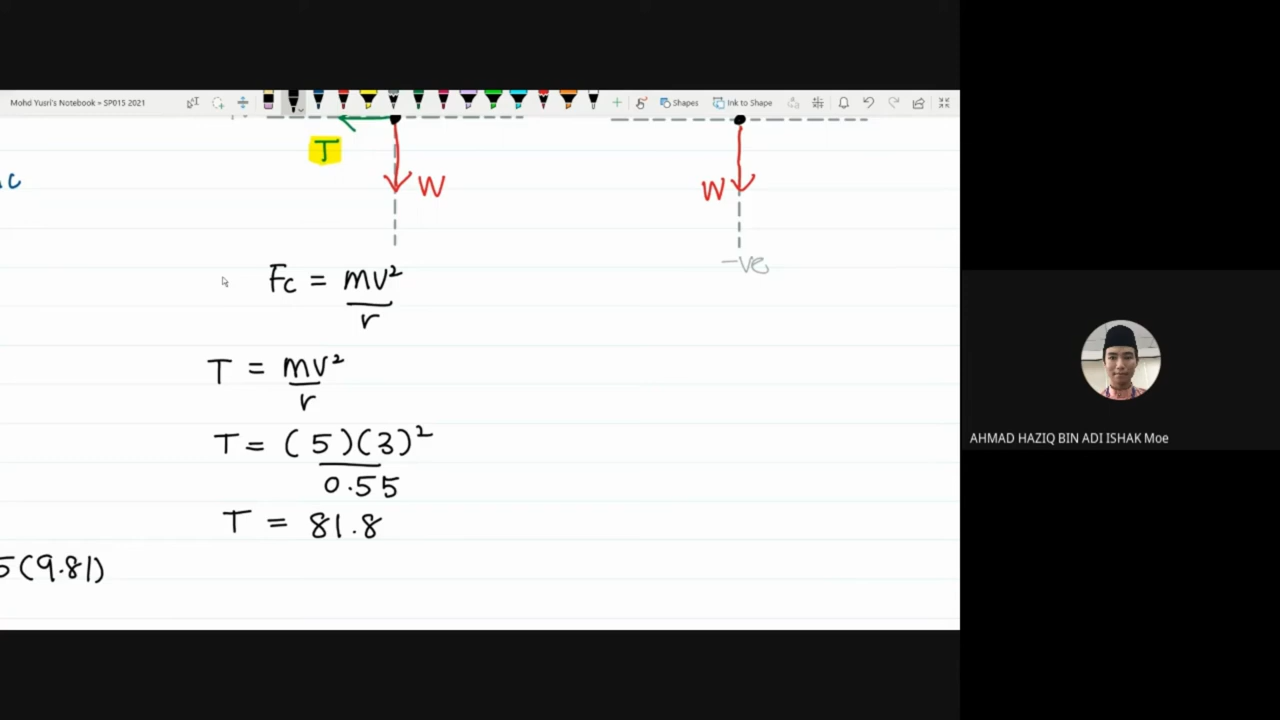 Mohd Yusri's Notebook » SP015 2021
Shapes
Ink to Shape
T
W
W
-ve
Fc = mv²
r
T = mv²
r
T = (5)(3)²
0.55
T = 81.8
5(9.81)
AHMAD HAZIQ BIN ADI ISHAK Moe